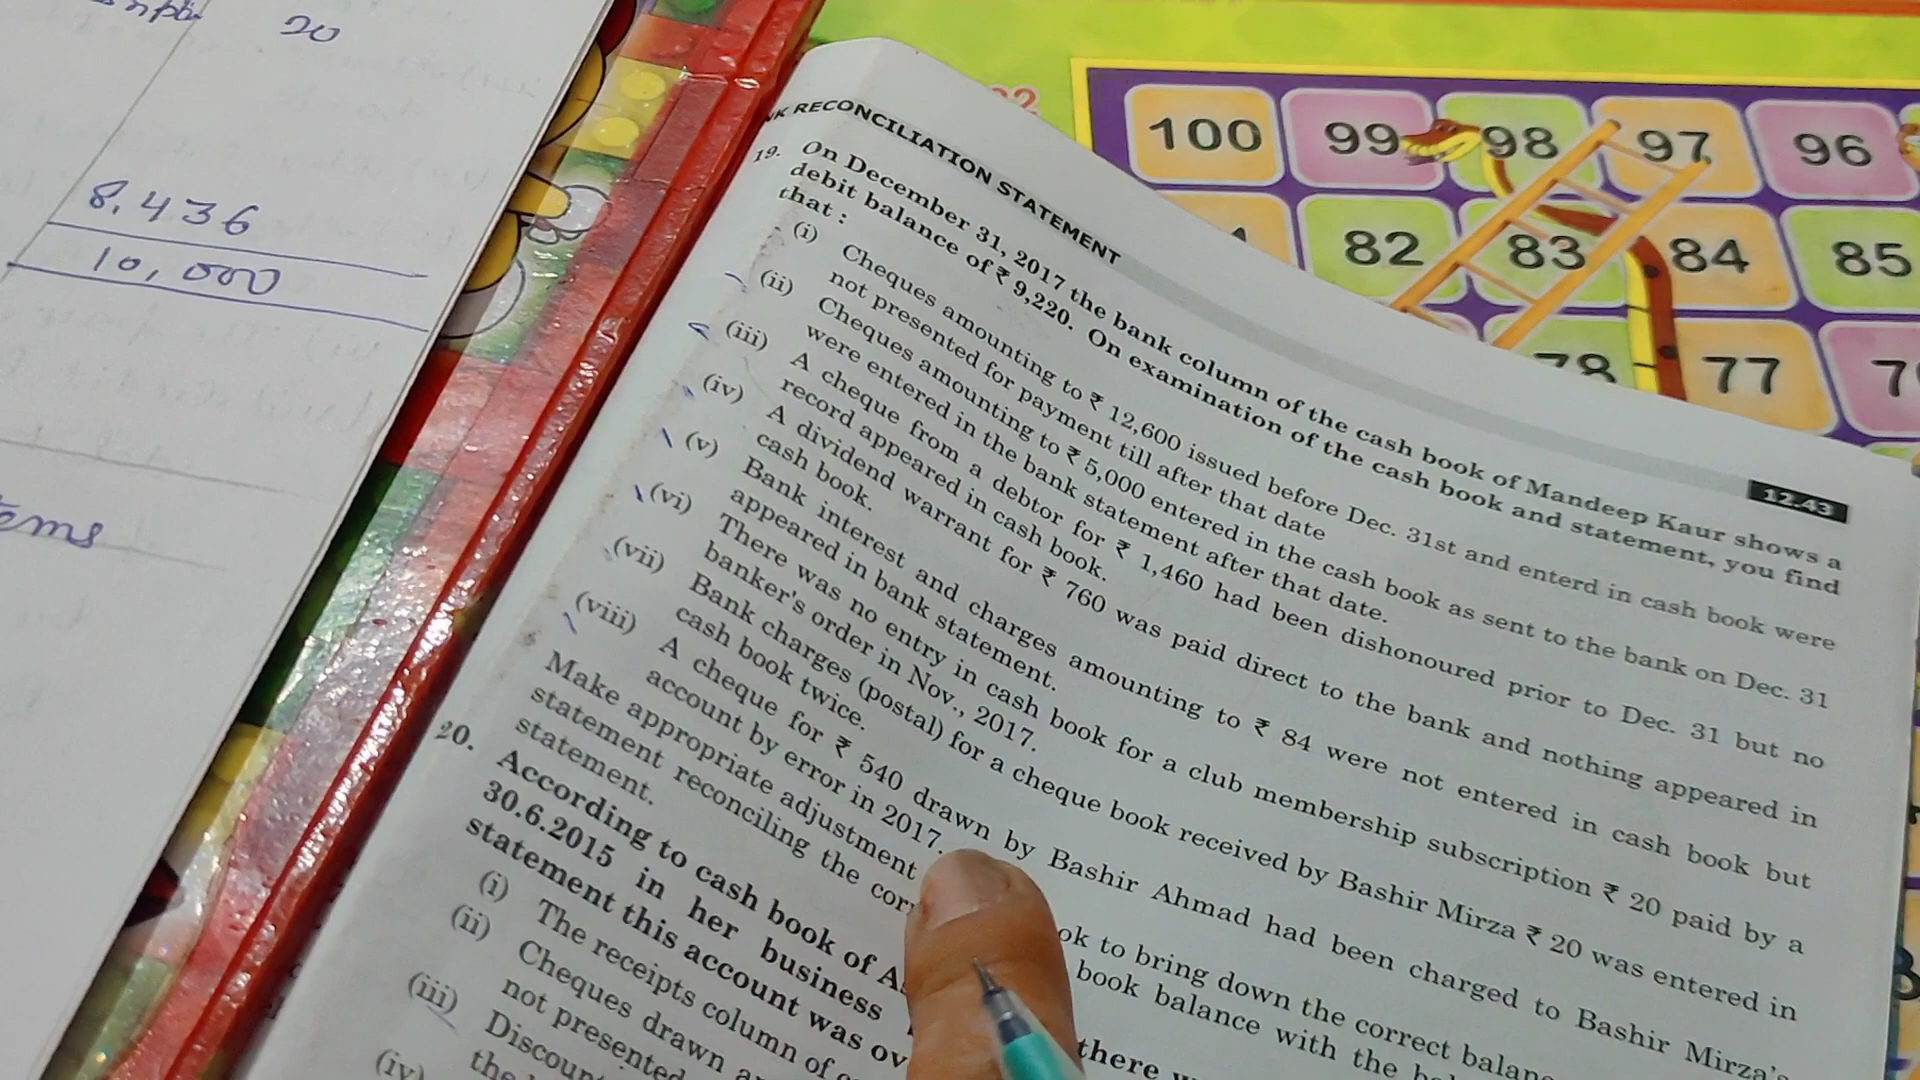 20
8,436
10,000
ems
100 99 98 97 96
82 83 84 85
78 77
RECONCILIATION STATEMENT
12.43
19. On December 31, 2017 the bank column of the cash book of Mandeep Kaur shows a
debit balance of ₹ 9,220. On examination of the cash book and statement, you find
that :
(i) Cheques amounting to ₹ 12,600 issued before Dec. 31st and enterd in cash book were
not presented for payment till after that date
(ii) Cheques amounting to ₹ 5,000 entered in the cash book as sent to the bank on Dec. 31
were entered in the bank statement after that date.
(iii) A cheque from a debtor for ₹ 1,460 had been dishonoured prior to Dec. 31 but no
record appeared in cash book.
(iv) A dividend warrant for ₹ 760 was paid direct to the bank and nothing appeared in
cash book.
(v) Bank interest and charges amounting to ₹ 84 were not entered in cash book but
appeared in bank statement.
(vi) There was no entry in cash book for a club membership subscription ₹ 20 paid by a
banker's order in Nov., 2017.
(vii) Bank charges (postal) for a cheque book received by Bashir Mirza ₹ 20 was entered in
cash book twice.
(viii) A cheque for ₹ 540 drawn by Bashir Ahmad had been charged to Bashir Mirza's
account by error in 2017.
Make appropriate adjustment to bring down the correct
statement reconciling the book balance with the
statement.
20. According to cash book of there
30.6.2015 in her business
statement this account was
(i) The receipts column of
(ii) Cheques drawn
not presented
(iii)
the
(iv)